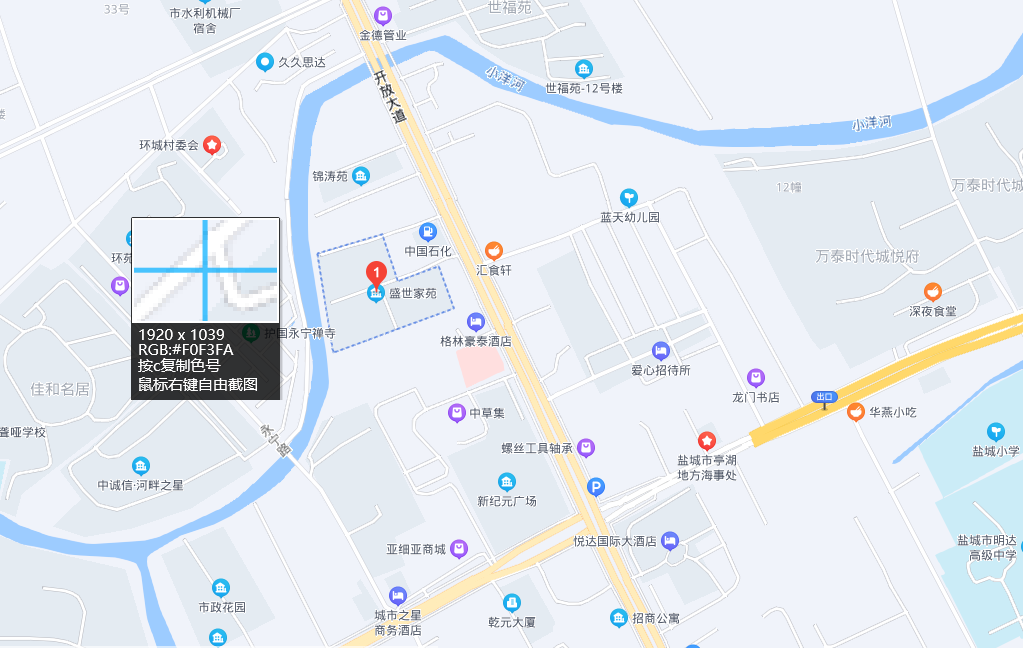 33号
市水利机械厂
宿舍
金德管业
世福苑
久久思达
开放大道
小洋河
世福苑-12号楼
小洋河
环城村委会
锦涛苑
12幢
万泰时代城
蓝天幼儿园
中国石化
汇食轩
万泰时代城悦府
环苑
1
盛世家苑
深夜食堂
护国永宁禅寺
格林豪泰酒店
1920 x 1039
RGB:#F0F3FA
按c复制色号
鼠标右键自由截图
爱心招待所
佳和名居
龙门书店
出口
1
华燕小吃
中草集
聋哑学校
永宁路
螺丝工具轴承
盐城市亭湖
地方海事处
盐城小学
中诚信·河畔之星
P
新纪元广场
悦达国际大酒店
盐城市明达
高级中学
亚细亚商城
市政花园
城市之星
商务酒店
乾元大厦
招商公寓